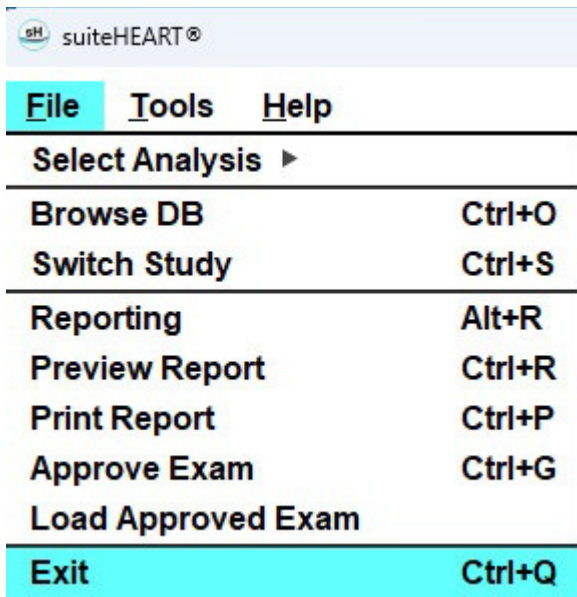 sH suiteHEART®
File Tools Help
Select Analysis ▶
Browse DB Ctrl+O
Switch Study Ctrl+S
Reporting Alt+R
Preview Report Ctrl+R
Print Report Ctrl+P
Approve Exam Ctrl+G
Load Approved Exam
Exit Ctrl+Q